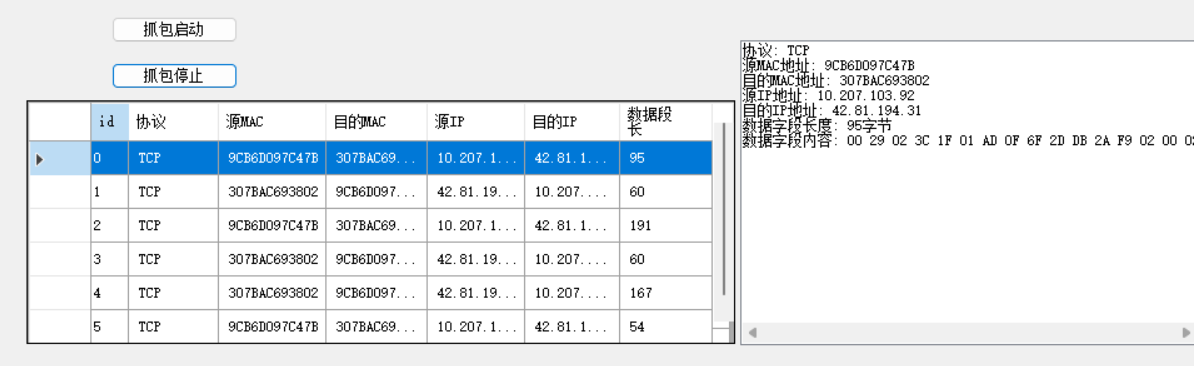 抓包启动
抓包停止
id 协议 源MAC 目的MAC 源IP 目的IP 数据段长
0 TCP 9CB6D097C47B 307BAC69... 10.207.1... 42.81.1... 95
1 TCP 307BAC693802 9CB6D097... 42.81.19... 10.207.... 60
2 TCP 9CB6D097C47B 307BAC69... 10.207.1... 42.81.1... 191
3 TCP 307BAC693802 9CB6D097... 42.81.19... 10.207.... 60
4 TCP 307BAC693802 9CB6D097... 42.81.19... 10.207.... 167
5 TCP 9CB6D097C47B 307BAC69... 10.207.1... 42.81.1... 54
协议: TCP
源MAC地址: 9CB6D097C47B
目的MAC地址: 307BAC693802
源IP地址: 10.207.103.92
目的IP地址: 42.81.194.31
数据字段长度: 95字节
数据字段内容: 00 29 02 3C 1F 01 AD 0F 6F 2D DB 2A F9 02 00 0